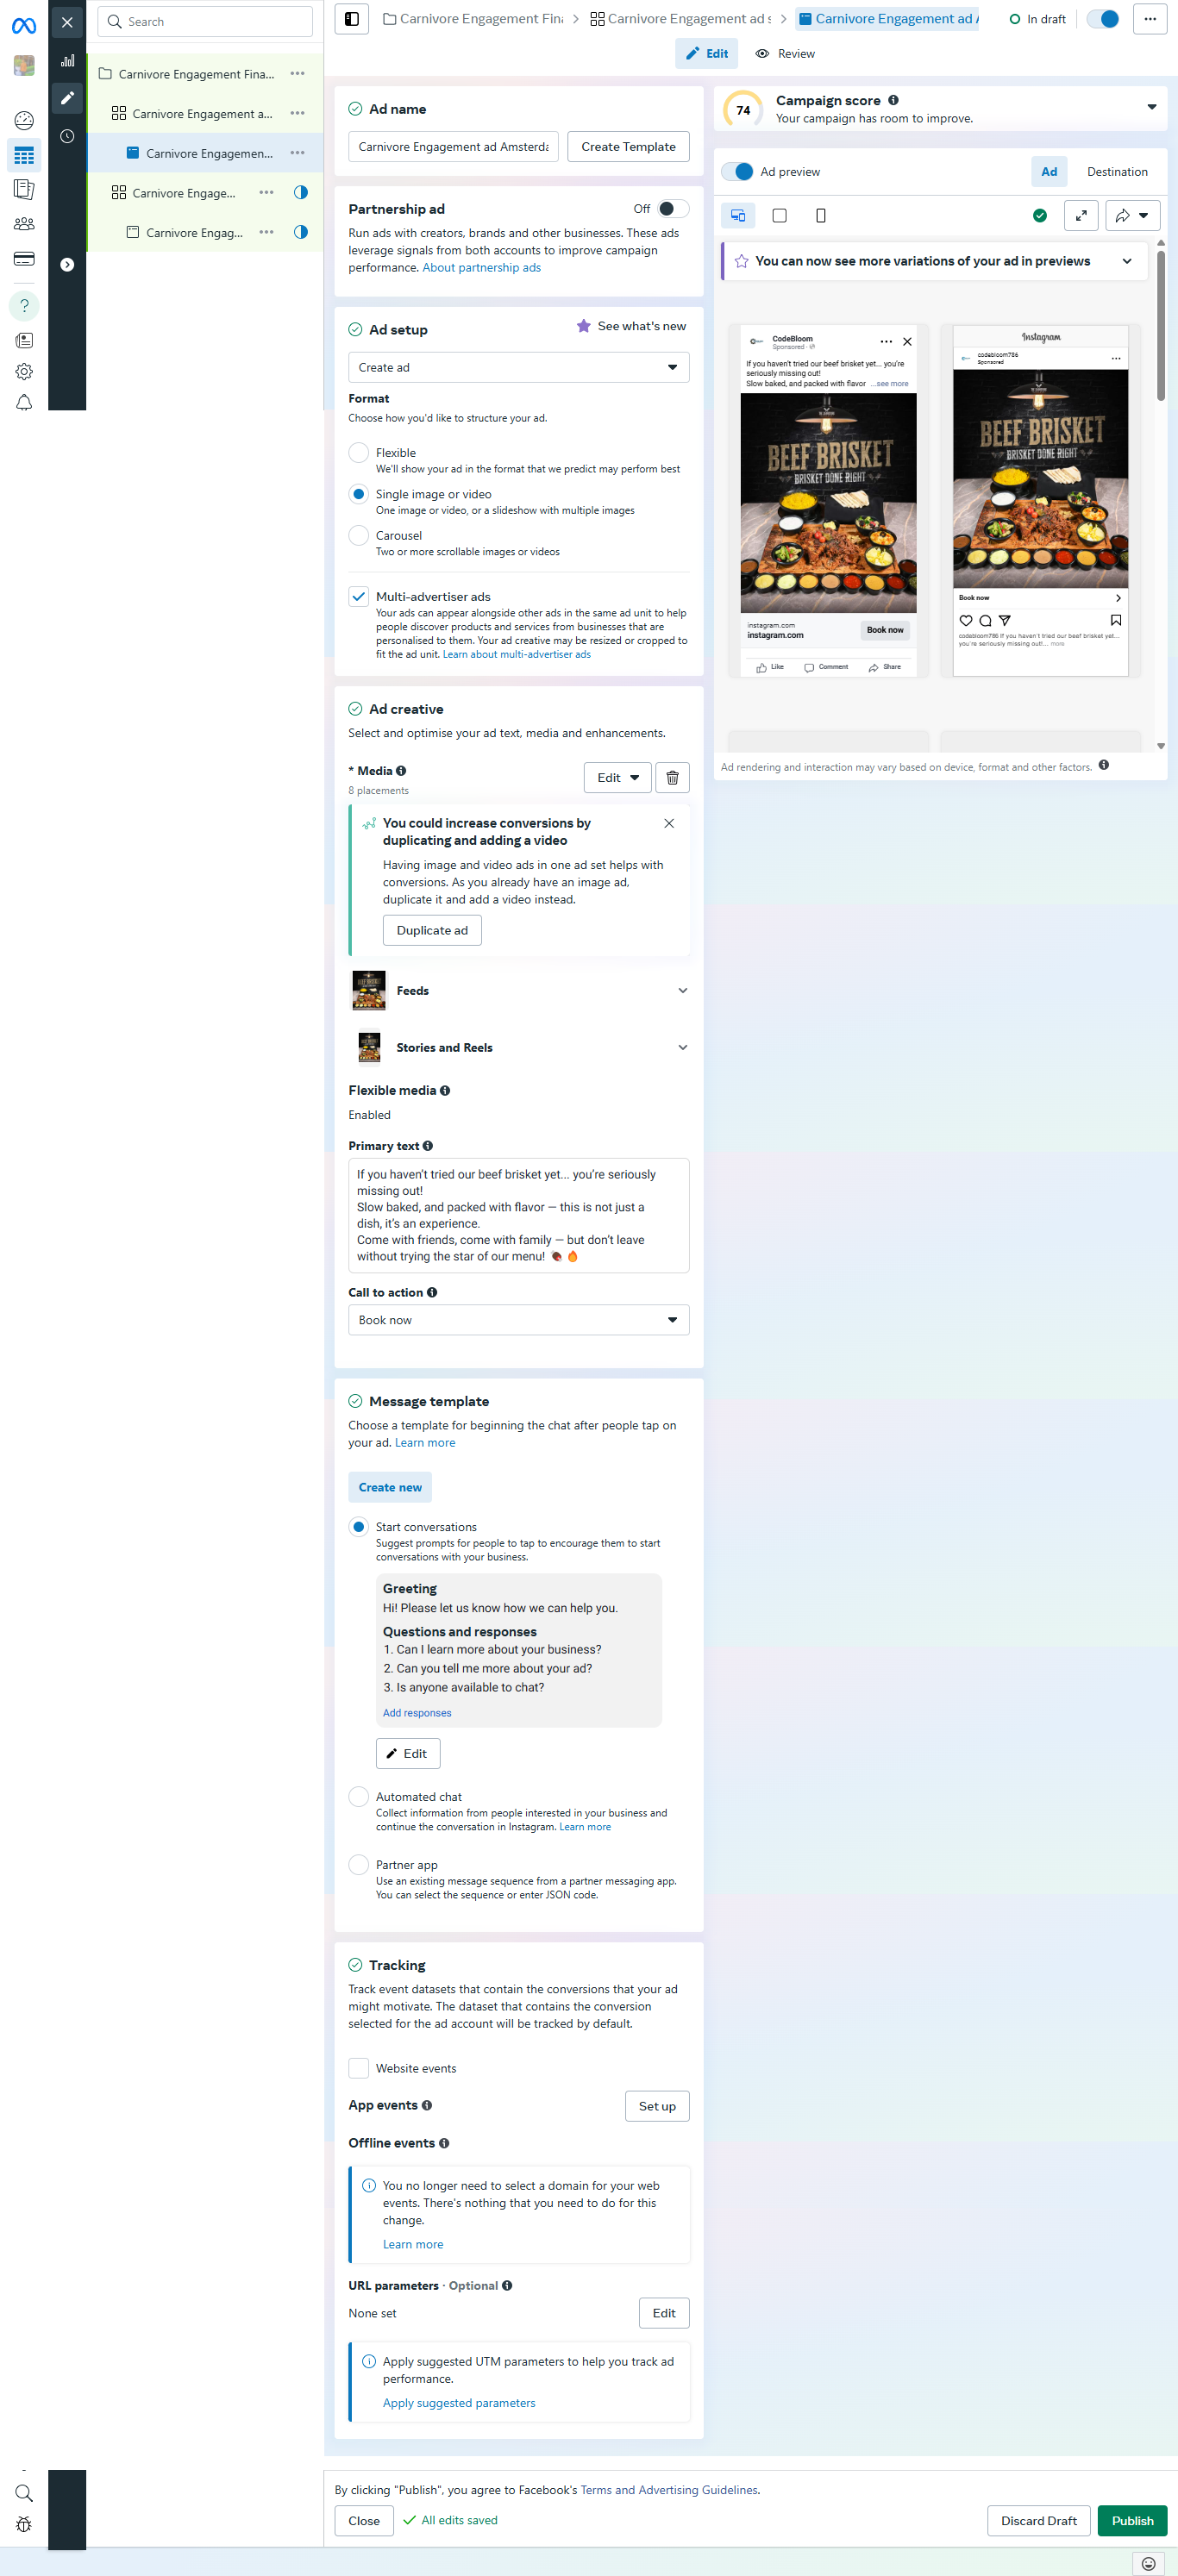 Search
Carnivore Engagement Fina...
Carnivore Engagement a...
Carnivore Engagemen...
Carnivore Engage...
Carnivore Engag...
Carnivore Engagement Fin
Carnivore Engagement ad s
Carnivore Engagement ad A
In draft
Edit
Review
Ad name
Carnivore Engagement ad Amsterda
Create Template
Partnership ad
Off
Run ads with creators, brands and other businesses. These ads
leverage signals from both accounts to improve campaign
performance. About partnership ads
Ad setup
See what's new
Create ad
Format
Choose how you'd like to structure your ad.
Flexible
We'll show your ad in the format that we predict may perform best
Single image or video
One image or video, or a slideshow with multiple images
Carousel
Two or more scrollable images or videos
Multi-advertiser ads
Your ads can appear alongside other ads in the same ad unit to help
people discover products and services from businesses that are
personalised to them. Your ad creative may be resized or cropped to
fit the ad unit. Learn about multi-advertiser ads
Ad creative
Select and optimise your ad text, media and enhancements.
* Media
8 placements
Edit
You could increase conversions by
duplicating and adding a video
Having image and video ads in one ad set helps with
conversions. As you already have an image ad,
duplicate it and add a video instead.
Duplicate ad
Feeds
Stories and Reels
Flexible media
Enabled
Primary text
If you haven't tried our beef brisket yet... you're seriously
missing out!
Slow baked, and packed with flavor — this is not just a
dish, it's an experience.
Come with friends, come with family — but don't leave
without trying the star of our menu! 🍖 🔥
Call to action
Book now
Message template
Choose a template for beginning the chat after people tap on
your ad. Learn more
Create new
Start conversations
Suggest prompts for people to tap to encourage them to start
conversations with your business.
Greeting
Hi! Please let us know how we can help you.
Questions and responses
1. Can I learn more about your business?
2. Can you tell me more about your ad?
3. Is anyone available to chat?
Add responses
Edit
Automated chat
Collect information from people interested in your business and
continue the conversation in Instagram. Learn more
Partner app
Use an existing message sequence from a partner messaging app.
You can select the sequence or enter JSON code.
Tracking
Track event datasets that contain the conversions that your ad
might motivate. The dataset that contains the conversion
selected for the ad account will be tracked by default.
Website events
App events
Set up
Offline events
You no longer need to select a domain for your web
events. There's nothing that you need to do for this
change.
Learn more
URL parameters · Optional
None set
Edit
Apply suggested UTM parameters to help you track ad
performance.
Apply suggested parameters
74
Campaign score
Your campaign has room to improve.
Ad preview
Ad
Destination
You can now see more variations of your ad in previews
CodeBloom
Sponsored
If you haven't tried our beef brisket yet... you're
seriously missing out!
Slow baked, and packed with flavor ...see more
BEEF BRISKET
BRISKET DONE RIGHT
instagram.com
instagram.com
Book now
Like
Comment
Share
Instagram
codebloom786
Sponsored
BEEF BRISKET
BRISKET DONE RIGHT
Book now
codebloom786 If you haven't tried our beef brisket yet...
you're seriously missing out!... more
Ad rendering and interaction may vary based on device, format and other factors.
By clicking "Publish", you agree to Facebook's Terms and Advertising Guidelines.
Close
All edits saved
Discard Draft
Publish